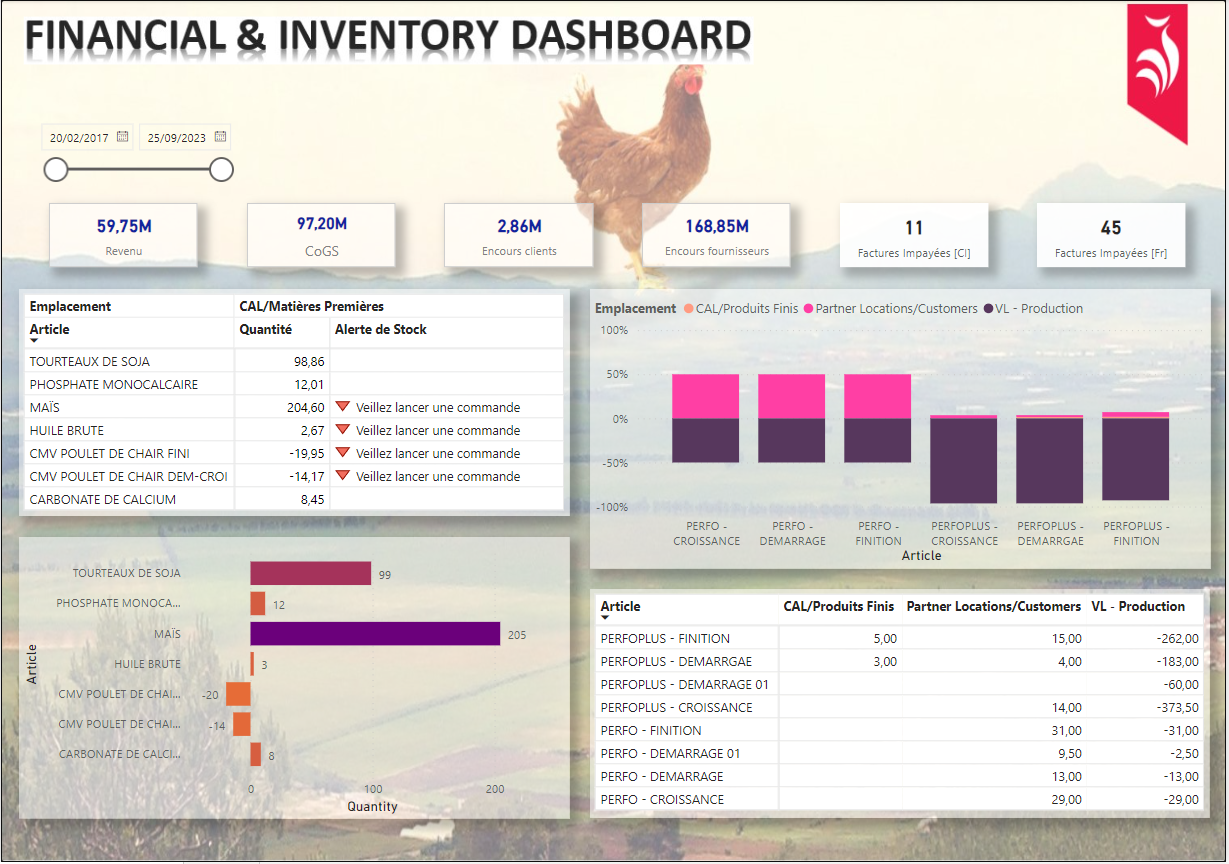 FINANCIAL & INVENTORY DASHBOARD
20/02/2017 25/09/2023
59,75M
Revenu
97,20M
CoGS
2,86M
Encours clients
168,85M
Encours fournisseurs
11
Factures Impayées [Cl]
45
Factures Impayées [Fr]
Emplacement CAL/Matières Premières
Article Quantité Alerte de Stock
TOURTEAUX DE SOJA 98,86
PHOSPHATE MONOCALCAIRE 12,01
MAÏS 204,60 Veillez lancer une commande
HUILE BRUTE 2,67 Veillez lancer une commande
CMV POULET DE CHAIR FINI -19,95 Veillez lancer une commande
CMV POULET DE CHAIR DEM-CROI -14,17 Veillez lancer une commande
CARBONATE DE CALCIUM 8,45
Emplacement CAL/Produits Finis Partner Locations/Customers VL - Production
100%
50%
0%
-50%
-100%
PERFO - CROISSANCE
PERFO - DEMARRAGE
PERFO - FINITION
PERFOPLUS - CROISSANCE
PERFOPLUS - DEMARRGAE
PERFOPLUS - FINITION
Article
Article
TOURTEAUX DE SOJA 99
PHOSPHATE MONOCA... 12
MAÏS 205
HUILE BRUTE 3
CMV POULET DE CHAI... -20
CMV POULET DE CHAI... -14
CARBONATE DE CALCI... 8
0 100 200
Quantity
Article CAL/Produits Finis Partner Locations/Customers VL - Production
PERFOPLUS - FINITION 5,00 15,00 -262,00
PERFOPLUS - DEMARRGAE 3,00 4,00 -183,00
PERFOPLUS - DEMARRAGE 01 -60,00
PERFOPLUS - CROISSANCE 14,00 -373,50
PERFO - FINITION 31,00 -31,00
PERFO - DEMARRAGE 01 9,50 -2,50
PERFO - DEMARRAGE 13,00 -13,00
PERFO - CROISSANCE 29,00 -29,00